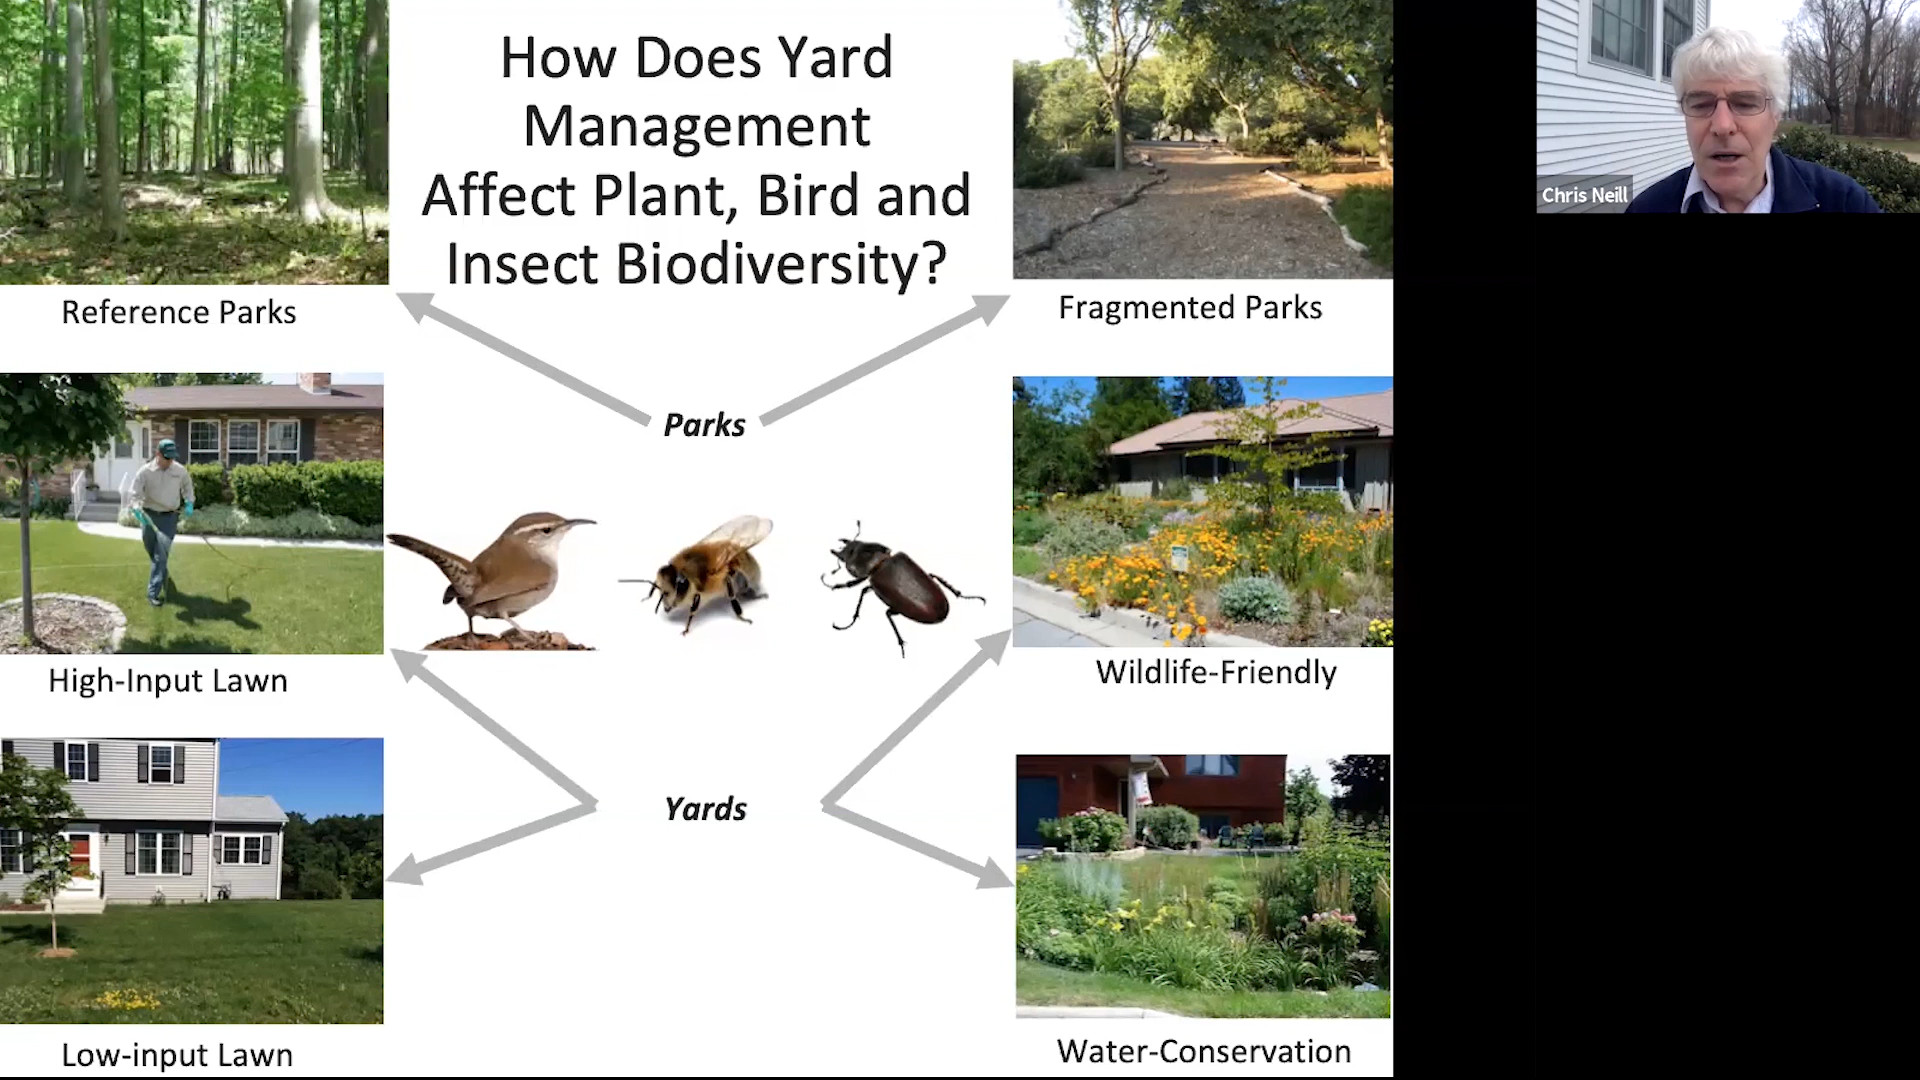 How Does Yard
Management
Affect Plant, Bird and
Insect Biodiversity?
Chris Neill
Reference Parks
Fragmented Parks
Parks
High-Input Lawn
Wildlife-Friendly
Yards
Low-input Lawn
Water-Conservation